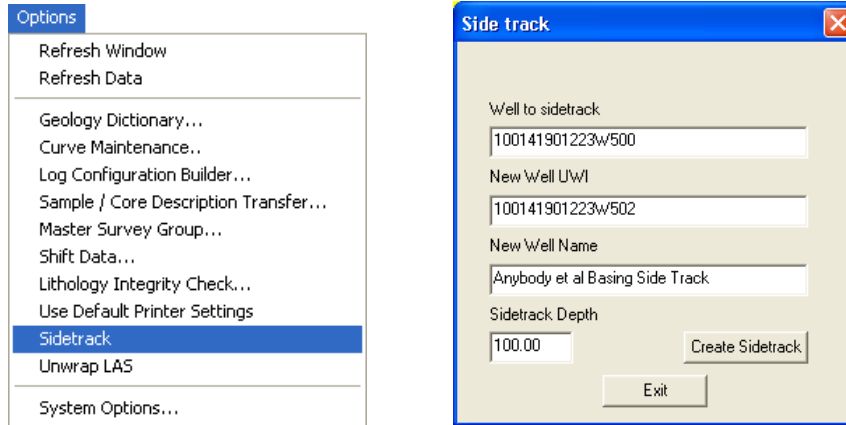 Options
Refresh Window
Refresh Data
Geology Dictionary...
Curve Maintenance..
Log Configuration Builder...
Sample / Core Description Transfer...
Master Survey Group...
Shift Data...
Lithology Integrity Check...
Use Default Printer Settings
Sidetrack
Unwrap LAS
System Options...
Side track
Well to sidetrack
100141901223W500
New Well UWI
100141901223W502
New Well Name
Anybody et al Basing Side Track
Sidetrack Depth
100.00
Create Sidetrack
Exit